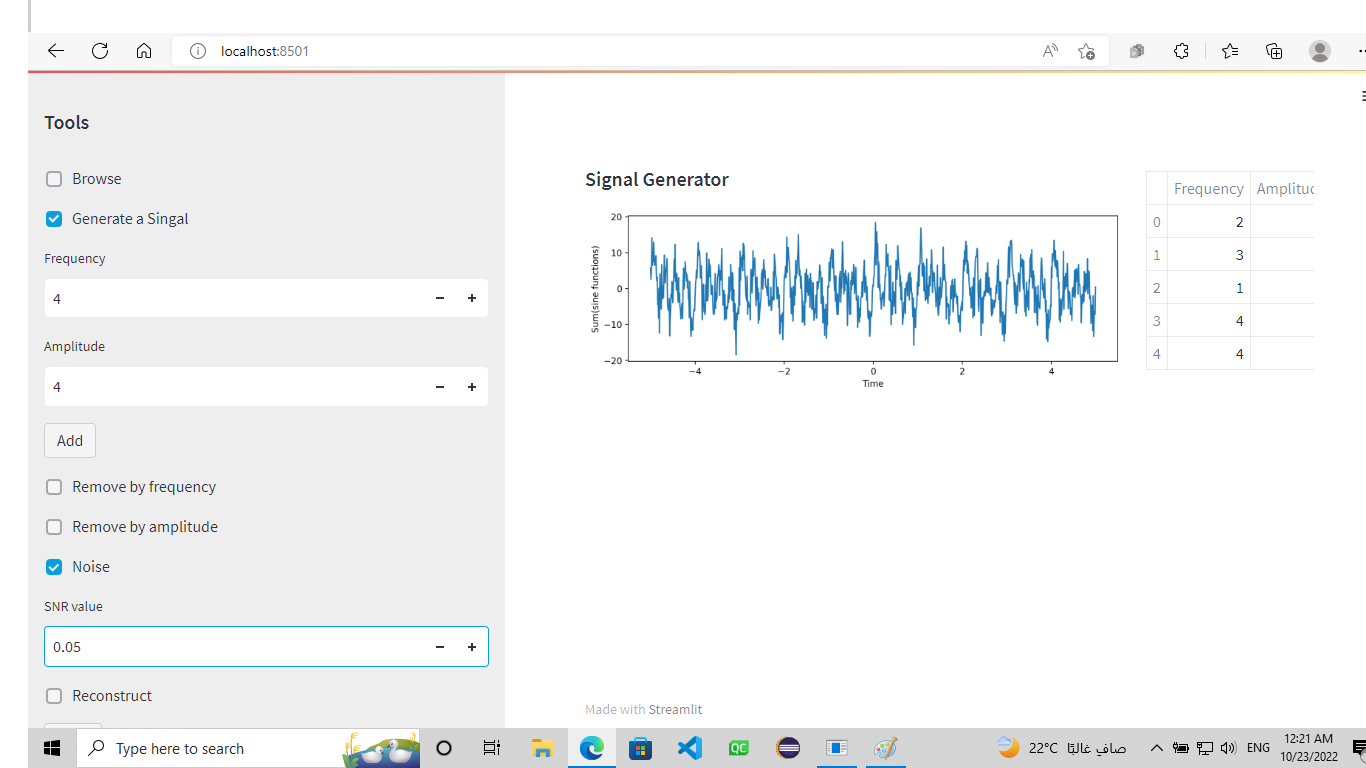 localhost:8501
Tools
Browse
Generate a Singal
Frequency
4
Amplitude
4
Add
Remove by frequency
Remove by amplitude
Noise
SNR value
0.05
Reconstruct
Signal Generator
20
10
0
−10
−20
Sum(sine functions)
−4 −2 0 2 4
Time
Frequency Amplituc
0 2
1 3
2 1
3 4
4 4
Made with Streamlit
Type here to search
QC
22°C صافٍ غالبًا
ENG
12:21 AM
10/23/2022